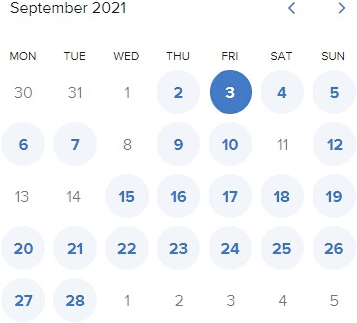 September 2021
MON TUE WED THU FRI SAT SUN
30 31 1 2 3 4 5
6 7 8 9 10 11 12
13 14 15 16 17 18 19
20 21 22 23 24 25 26
27 28 1 2 3 4 5